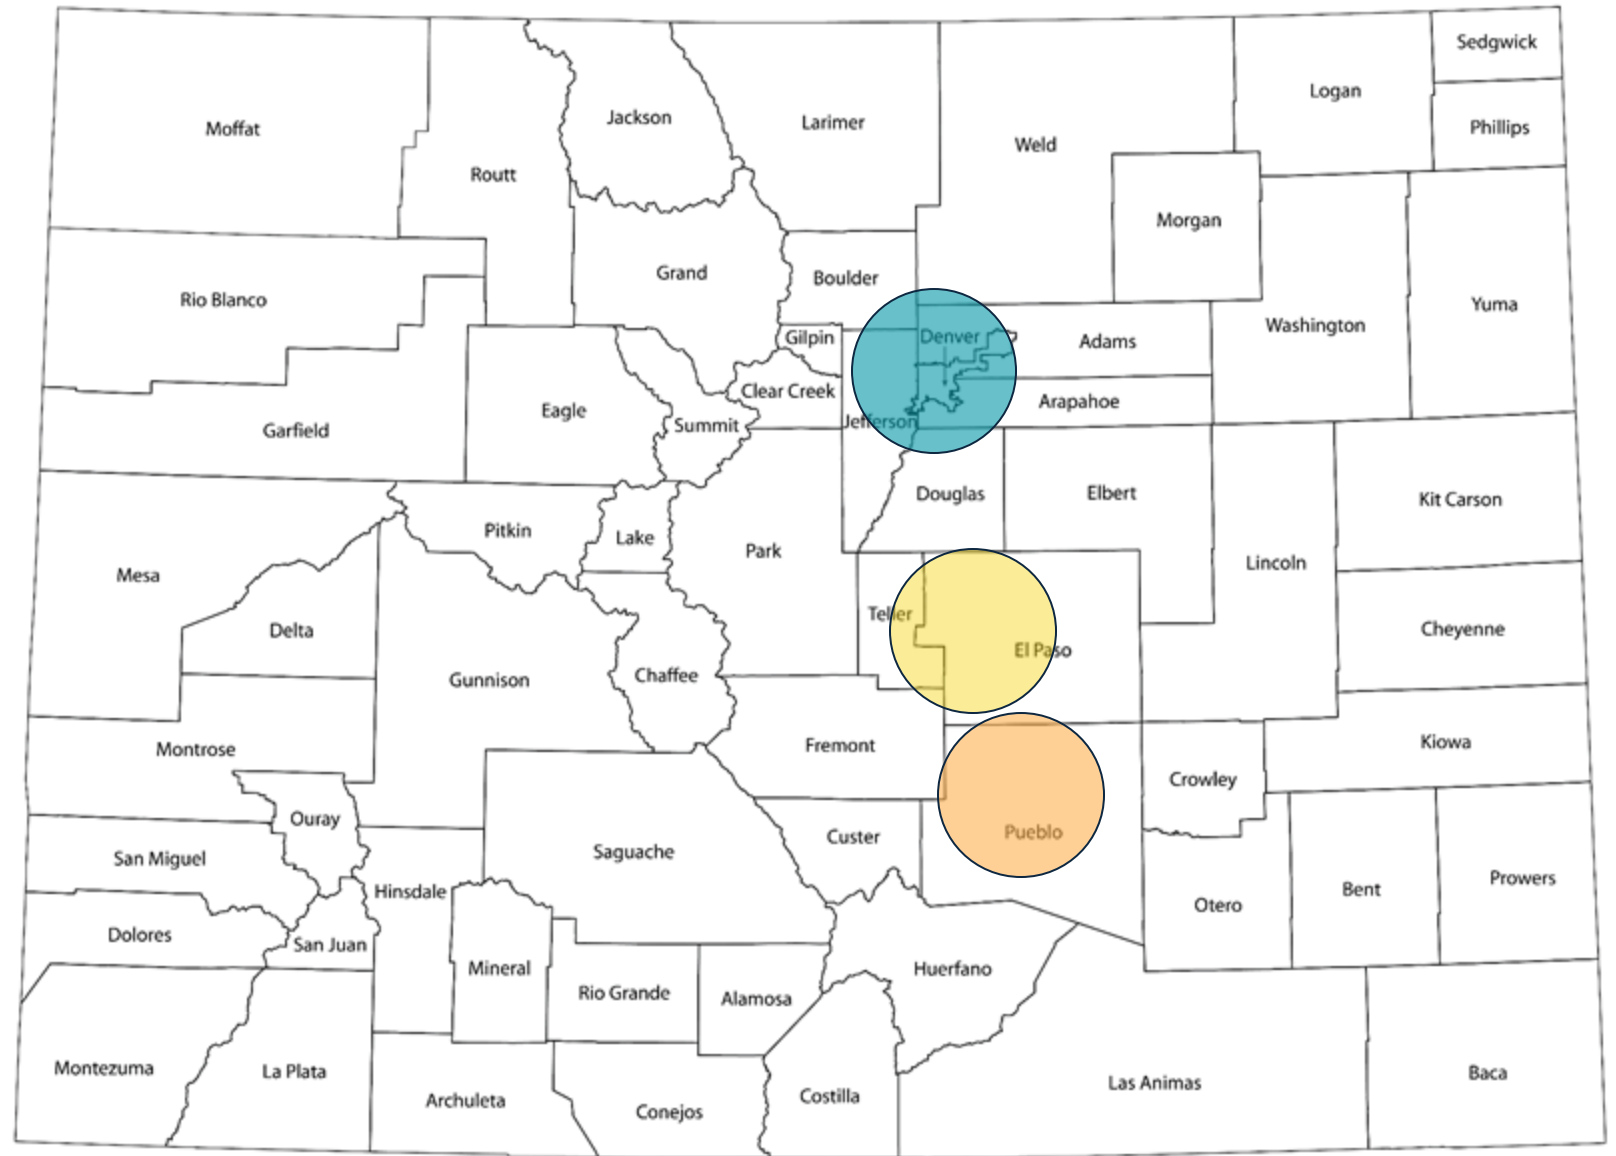 Sedgwick
Logan
Jackson
Larimer
Moffat
Phillips
Weld
Routt
Morgan
Grand
Boulder
Rio Blanco
Yuma
Washington
Gilpin
Denver
Adams
Clear Creek
Arapahoe
Eagle
Jefferson
Summit
Garfield
Douglas
Elbert
Kit Carson
Pitkin
Lake
Park
Lincoln
Mesa
Teller
Delta
Cheyenne
El Paso
Gunnison
Chaffee
Montrose
Fremont
Kiowa
Crowley
Ouray
Pueblo
Custer
San Miguel
Saguache
Hinsdale
Bent
Prowers
Otero
Dolores
San Juan
Mineral
Huerfano
Rio Grande
Alamosa
Montezuma
La Plata
Baca
Las Animas
Archuleta
Costilla
Conejos